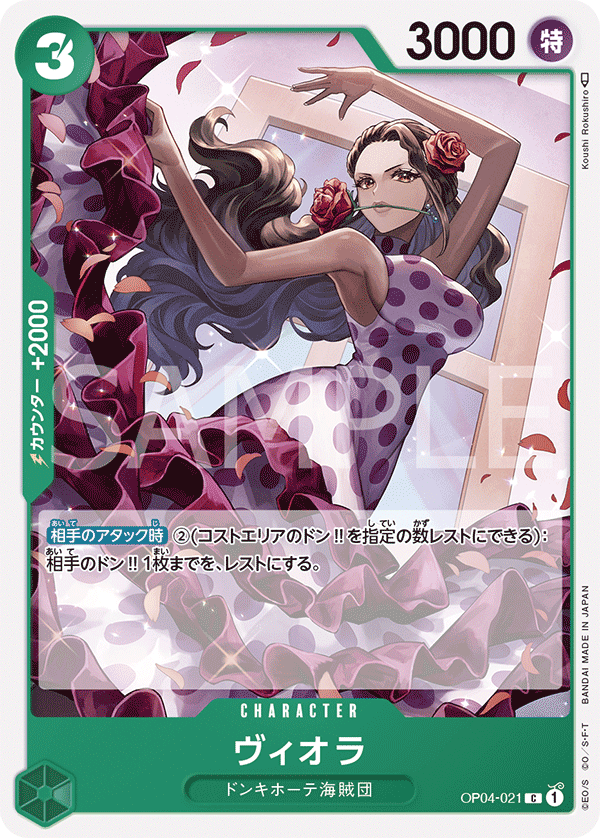 3
3000
特
Koushi Rokushiro
カウンター +2000
SAMPLE
相手のアタック時 ②(コストエリアのドン!!を指定の数レストにできる):
相手のドン!!1枚までを、レストにする。
CHARACTER
ヴィオラ
ドンキホーテ海賊団
OP04-021 C 1
©EO/S ©O/S・F・T BANDAI MADE IN JAPAN